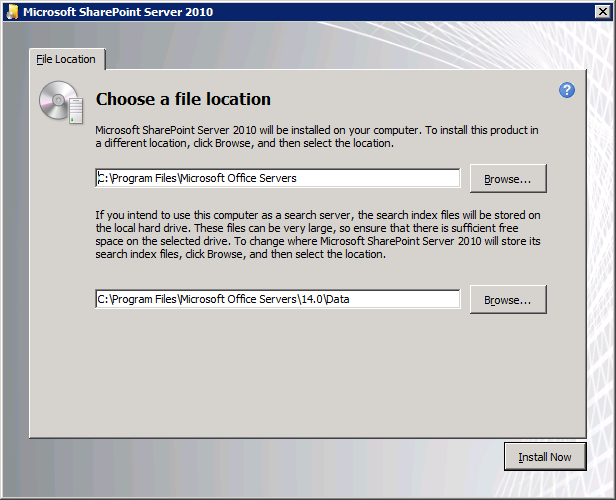 Microsoft SharePoint Server 2010
File Location
Choose a file location
Microsoft SharePoint Server 2010 will be installed on your computer. To install this product in
a different location, click Browse, and then select the location.
C:\Program Files\Microsoft Office Servers
Browse...
If you intend to use this computer as a search server, the search index files will be stored on
the local hard drive. These files can be very large, so ensure that there is sufficient free
space on the selected drive. To change where Microsoft SharePoint Server 2010 will store its
search index files, click Browse, and then select the location.
C:\Program Files\Microsoft Office Servers\14.0\Data
Browse...
Install Now